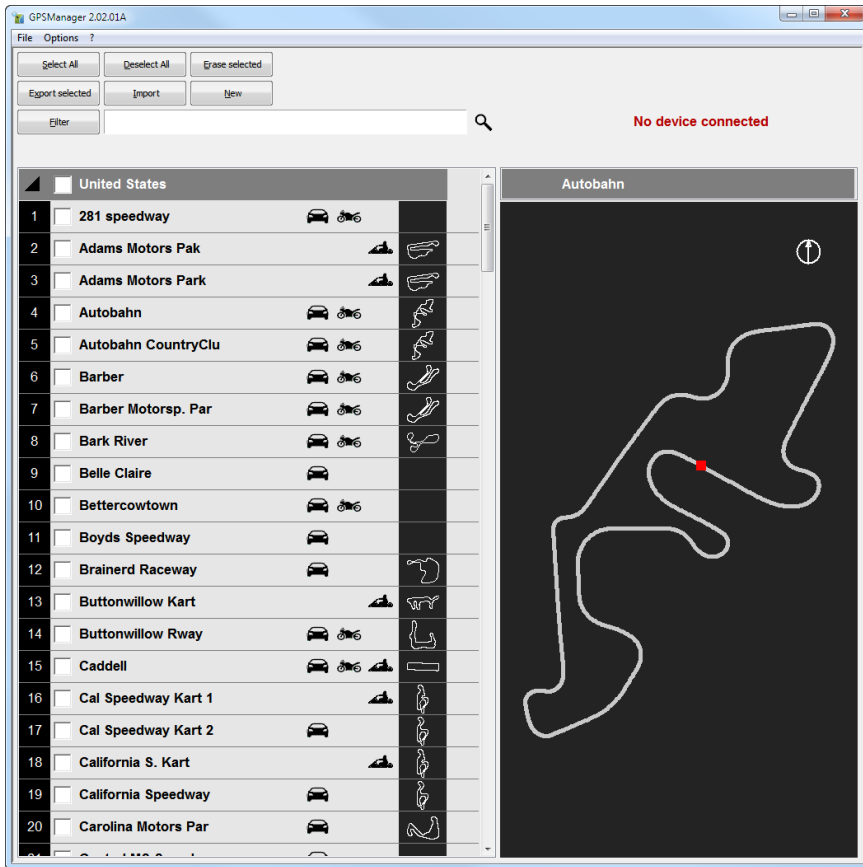 GPSManager 2.02.01A
File Options ?
Select All Deselect All Erase selected
Export selected Import New
Filter No device connected
United States Autobahn
1 281 speedway
2 Adams Motors Pak
3 Adams Motors Park
4 Autobahn
5 Autobahn CountryClu
6 Barber
7 Barber Motorsp. Par
8 Bark River
9 Belle Claire
10 Bettercowtown
11 Boyds Speedway
12 Brainerd Raceway
13 Buttonwillow Kart
14 Buttonwillow Rway
15 Caddell
16 Cal Speedway Kart 1
17 Cal Speedway Kart 2
18 California S. Kart
19 California Speedway
20 Carolina Motors Par